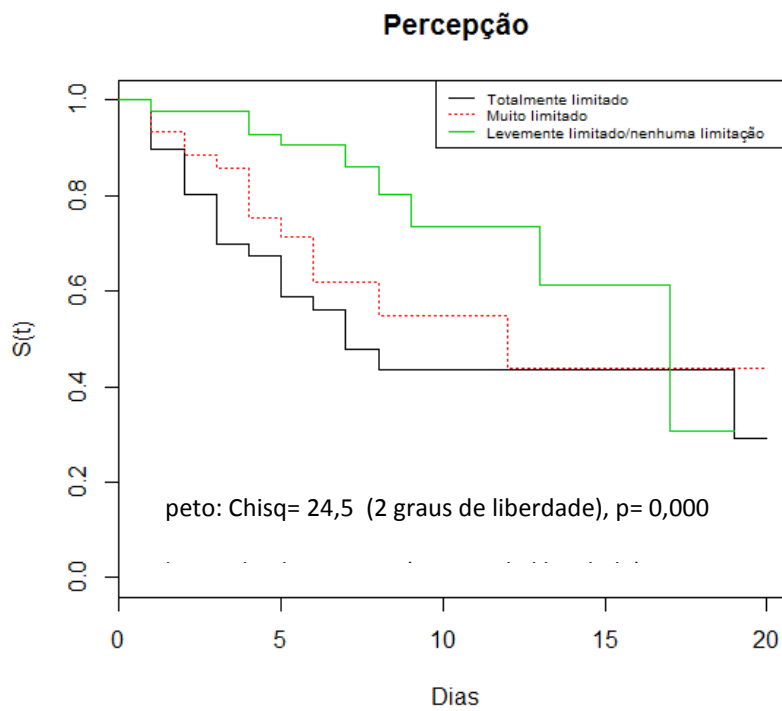 Percepção
Totalmente limitado
Muito limitado
Levemente limitado/nenhuma limitação
S(t)
1.0
0.8
0.6
0.4
0.2
0.0
peto: Chisq= 24,5 (2 graus de liberdade), p= 0,000
0 5 10 15 20
Dias